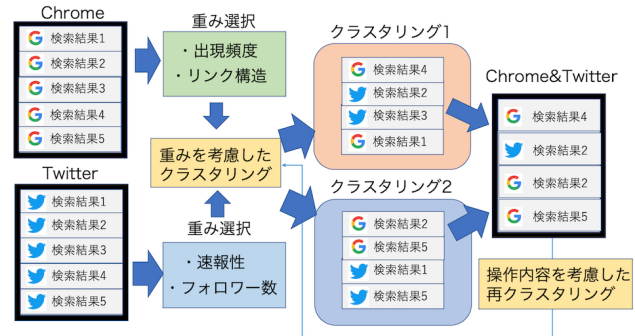 Chrome
検索結果1
検索結果2
検索結果3
検索結果4
検索結果5
重み選択
・出現頻度
・リンク構造
クラスタリング1
検索結果4
検索結果2
検索結果3
検索結果1
Chrome&Twitter
検索結果4
検索結果2
検索結果2
検索結果5
重みを考慮した
クラスタリング
Twitter
検索結果1
検索結果2
検索結果3
検索結果4
検索結果5
重み選択
・速報性
・フォロワー数
クラスタリング2
検索結果2
検索結果5
検索結果1
検索結果5
操作内容を考慮した
再クラスタリング